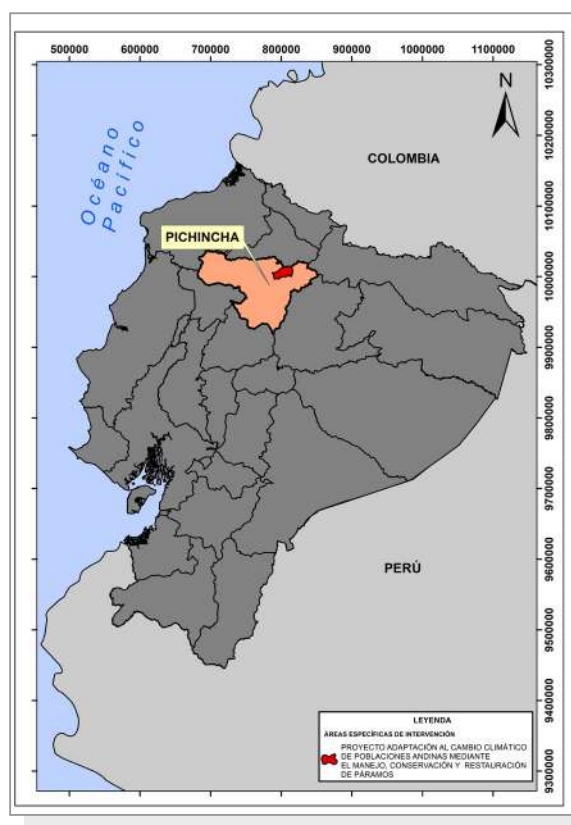 500000 600000 700000 800000 900000 1000000 1100000
N
COLOMBIA
Océano
Pacífico
PICHINCHA
PERÚ
10300000
10200000
10100000
10000000
9900000
9800000
9700000
9600000
9500000
9400000
9300000
LEYENDA
ÁREAS ESPECÍFICAS DE INTERVENCIÓN
PROYECTO ADAPTACIÓN AL CAMBIO CLIMÁTICO
DE POBLACIONES ANDINAS MEDIANTE
EL MANEJO, CONSERVACIÓN Y RESTAURACIÓN
DE PÁRAMOS